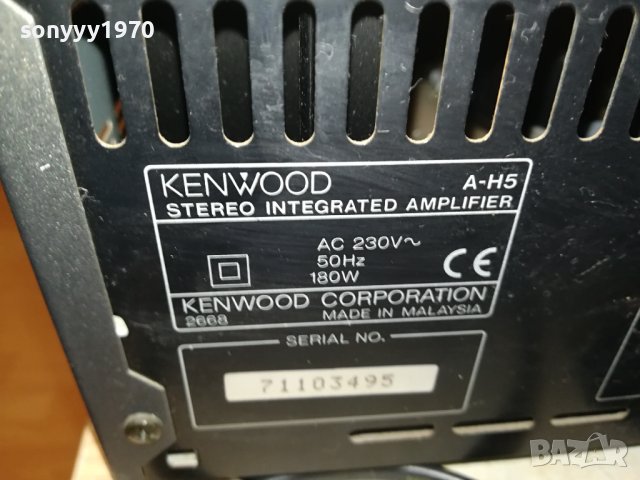 sonyyy1970
KENWOOD A-H5
STEREO INTEGRATED AMPLIFIER
AC 230V~
50Hz
180W
CE
KENWOOD CORPORATION
2668 MADE IN MALAYSIA
SERIAL NO.
71103495
BAZAR